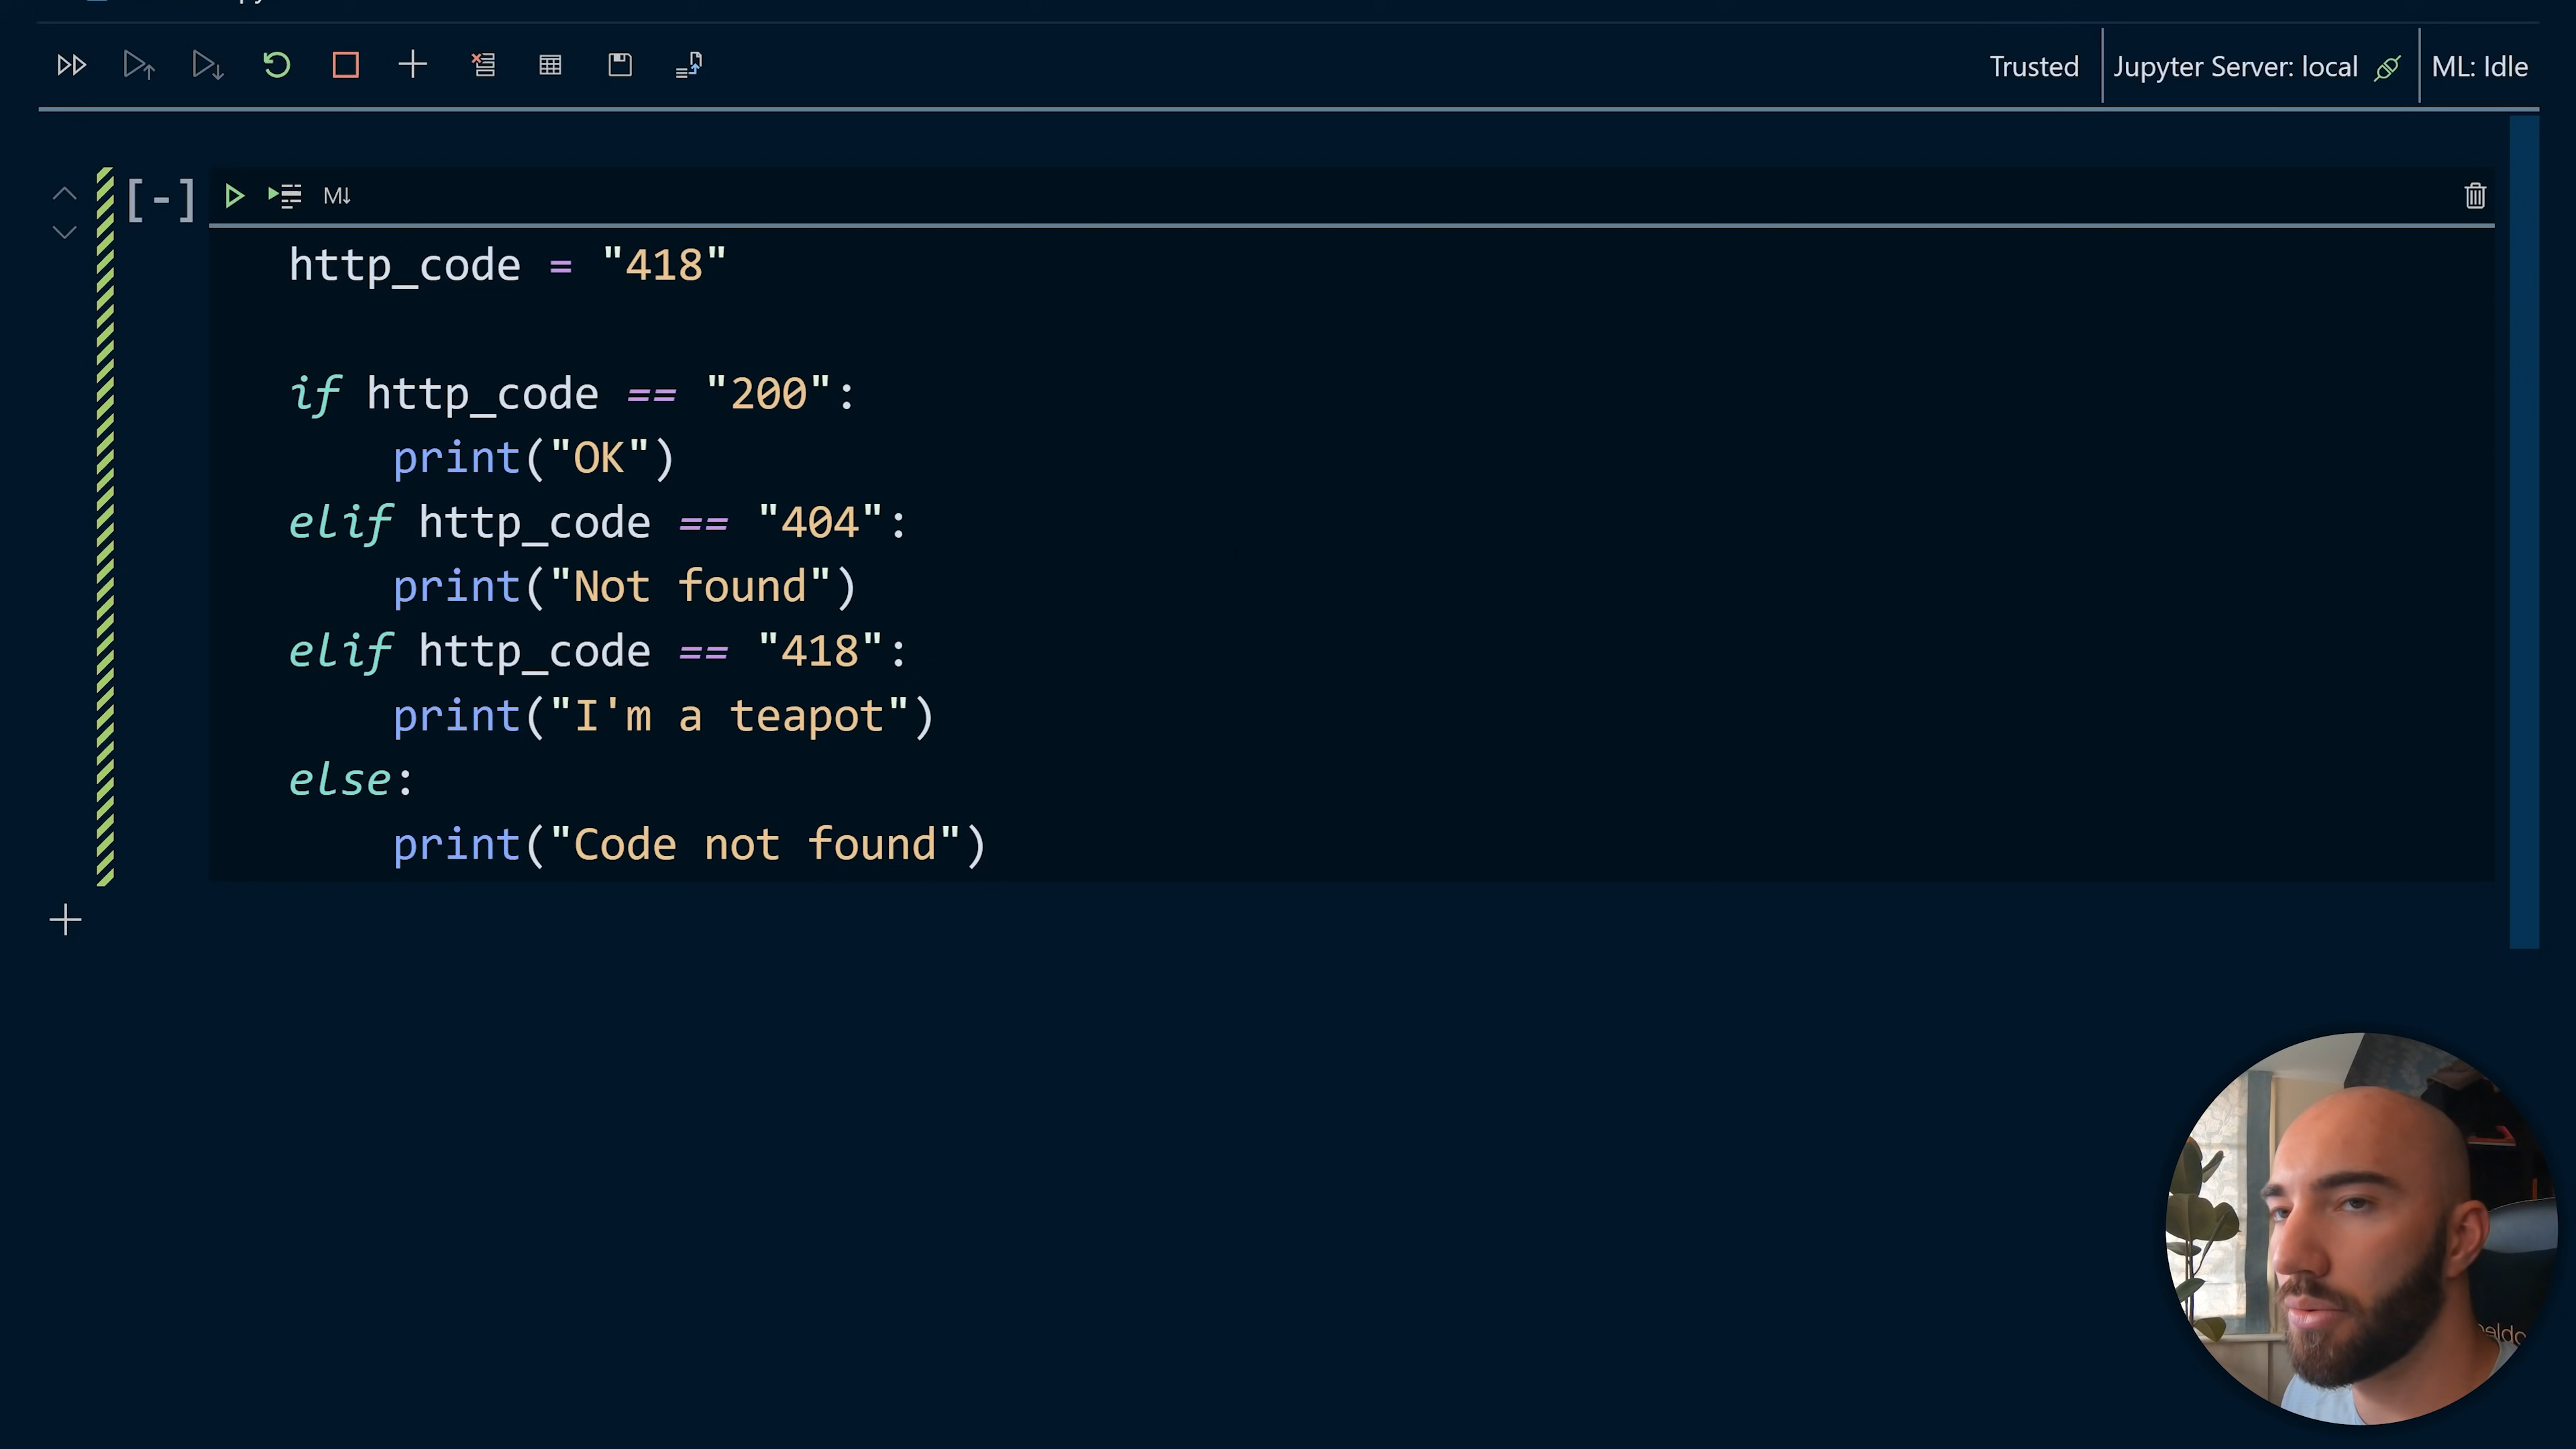 Trusted
Jupyter Server: local
ML: Idle
[-]
M↓
http_code = "418"
if http_code == "200":
    print("OK")
elif http_code == "404":
    print("Not found")
elif http_code == "418":
    print("I'm a teapot")
else:
    print("Code not found")